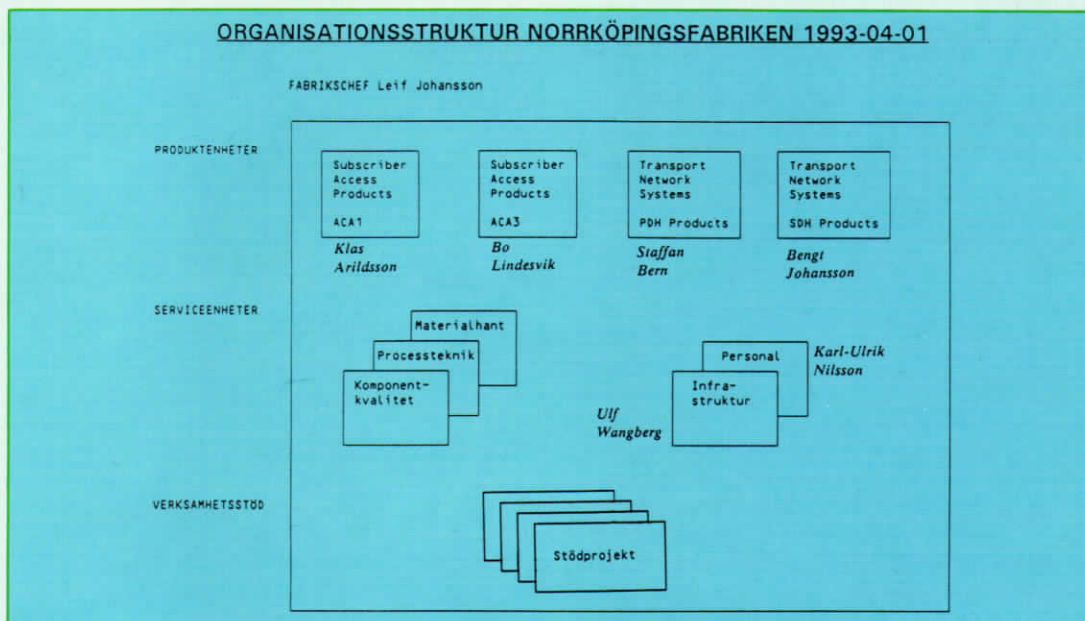 ORGANISATIONSSTRUKTUR NORRKÖPINGSFABRIKEN 1993-04-01
FABRIKSCHEF Leif Johansson
PRODUKTENHETER
Subscriber
Access
Products
ACA1
Klas
Arildsson
Subscriber
Access
Products
ACA3
Bo
Lindesvik
Transport
Network
Systems
PDH Products
Staffan
Bern
Transport
Network
Systems
SDH Products
Bengt
Johansson
SERVICEENHETER
Materialhant
Processteknik
Komponent-
kvalitet
Personal
Karl-Ulrik
Nilsson
Infra-
struktur
Ulf
Wangberg
VERKSAMHETSSTÖD
Stödprojekt